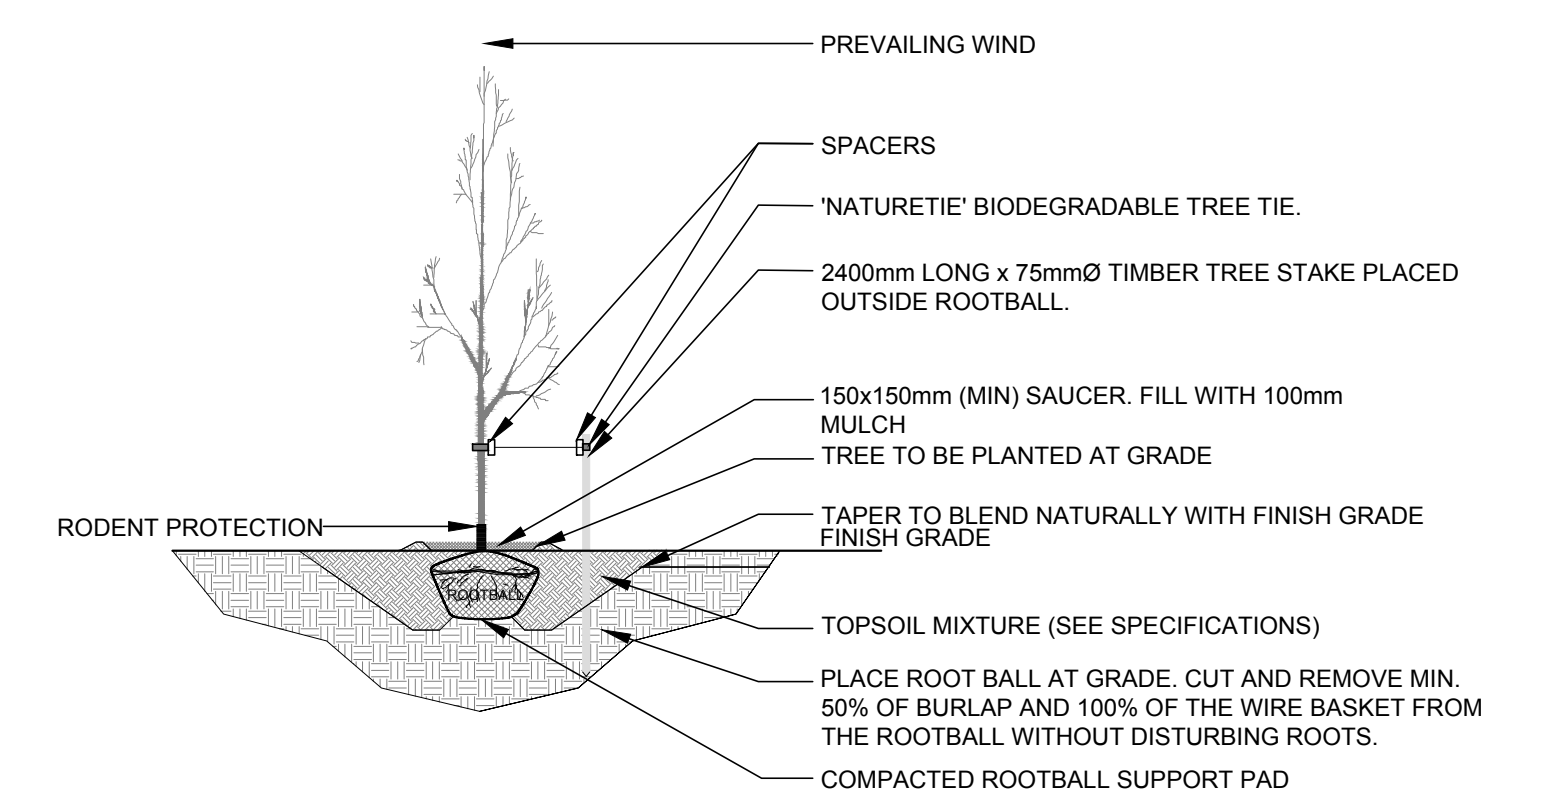 PREVAILING WIND
SPACERS
'NATURETIE' BIODEGRADABLE TREE TIE.
2400mm LONG x 75mmØ TIMBER TREE STAKE PLACED
OUTSIDE ROOTBALL.
150x150mm (MIN) SAUCER. FILL WITH 100mm
MULCH
TREE TO BE PLANTED AT GRADE
RODENT PROTECTION
TAPER TO BLEND NATURALLY WITH FINISH GRADE
FINISH GRADE
ROOTBALL
TOPSOIL MIXTURE (SEE SPECIFICATIONS)
PLACE ROOT BALL AT GRADE. CUT AND REMOVE MIN.
50% OF BURLAP AND 100% OF THE WIRE BASKET FROM
THE ROOTBALL WITHOUT DISTURBING ROOTS.
COMPACTED ROOTBALL SUPPORT PAD